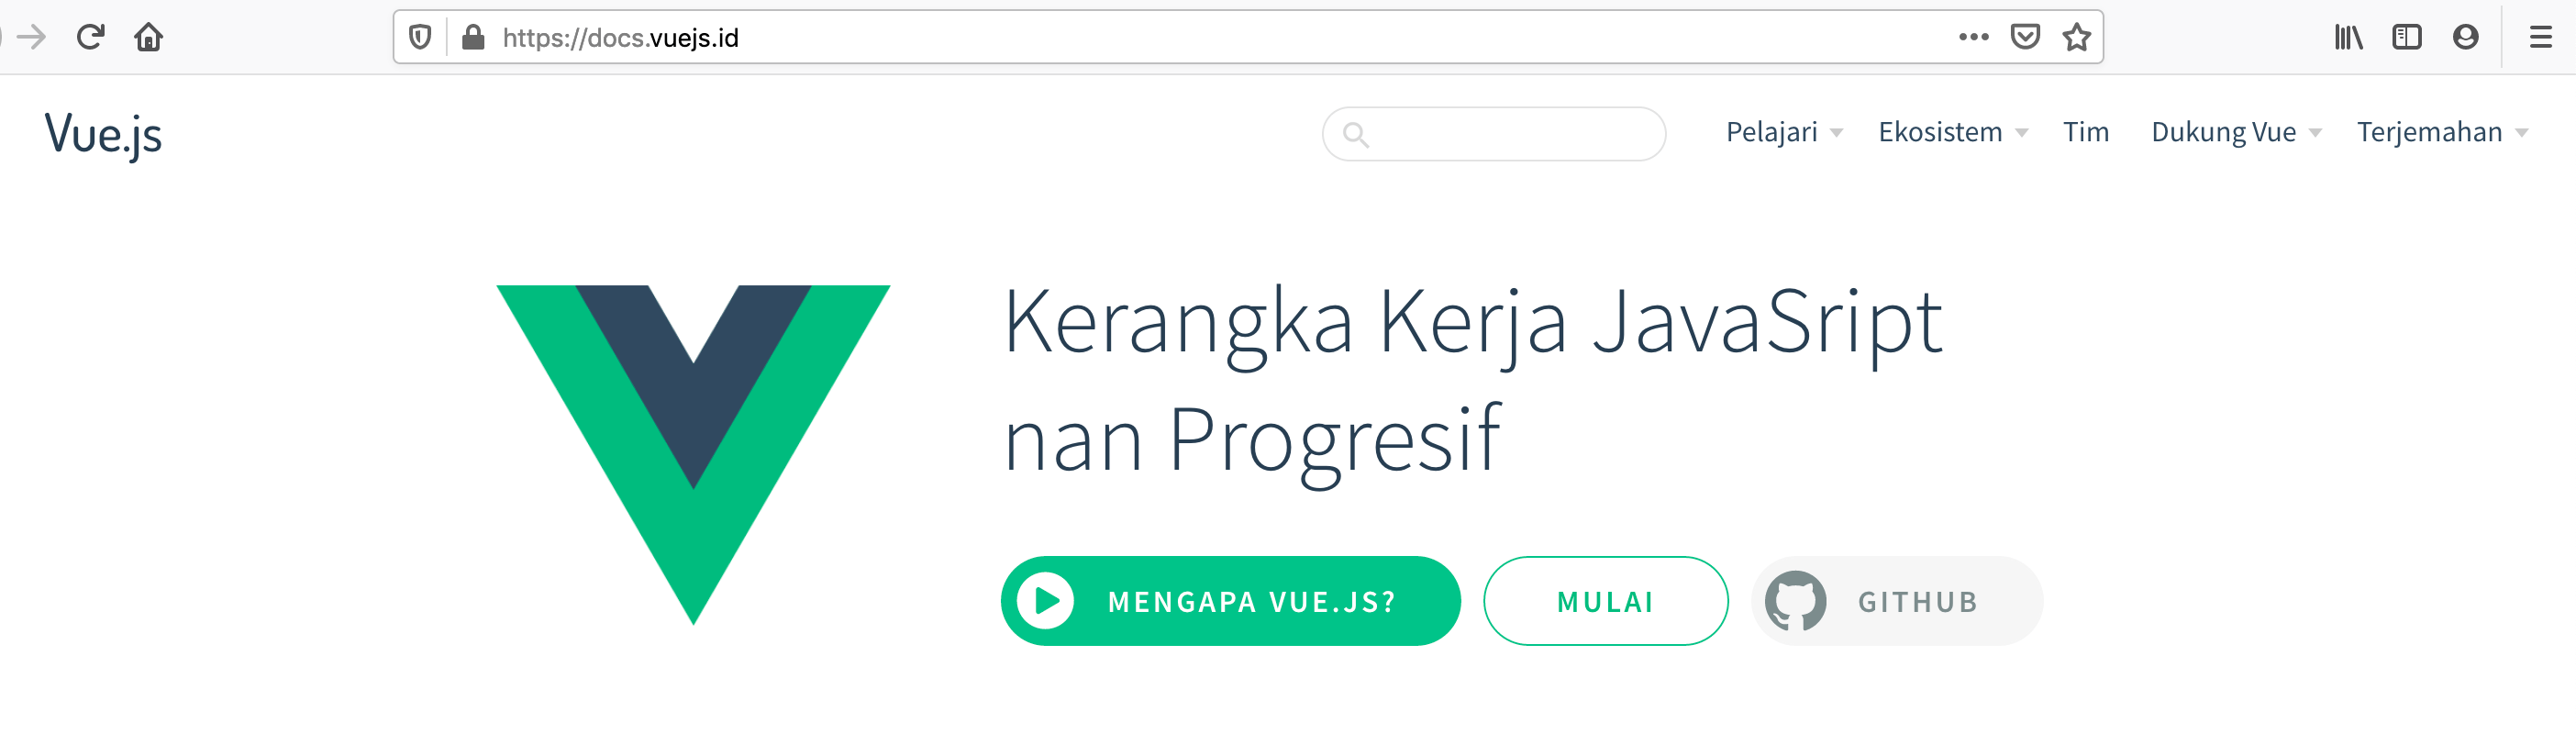 https://docs.vuejs.id
Vue.js
Pelajari Ekosistem Tim Dukung Vue Terjemahan
Kerangka Kerja JavaSript
nan Progresif
MENGAPA VUE.JS? MULAI GITHUB